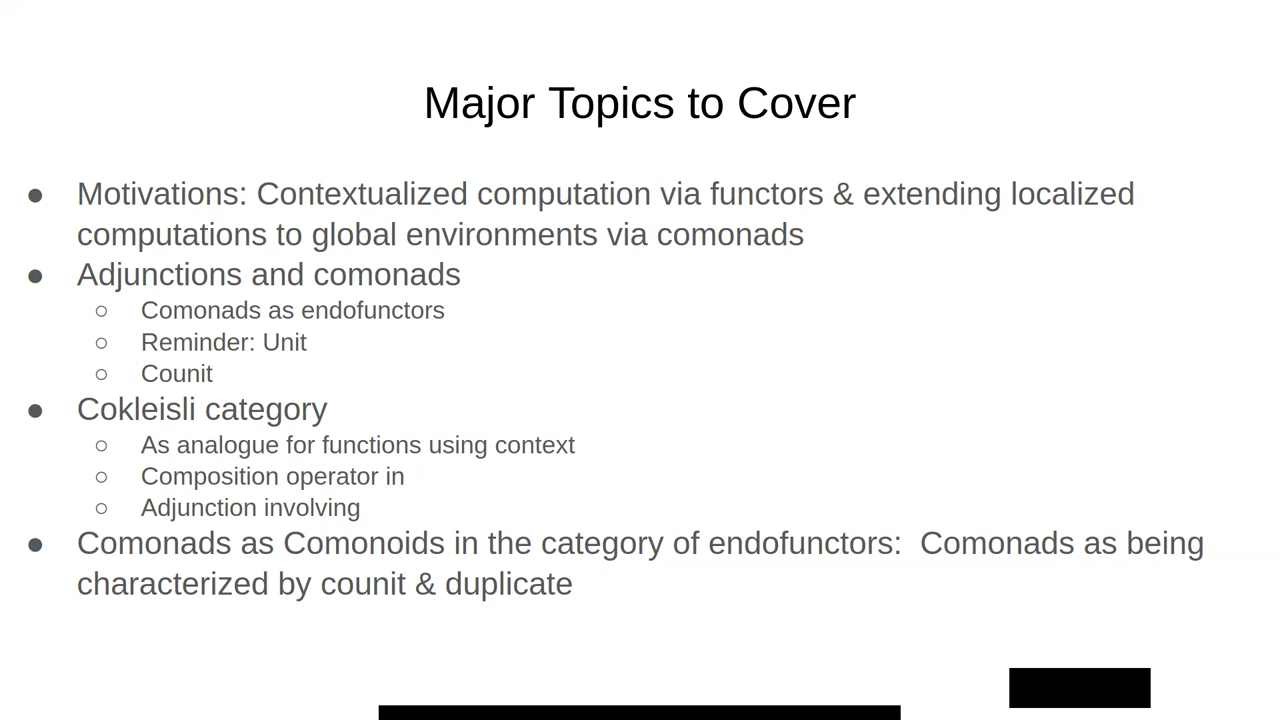 Major Topics to Cover
● Motivations: Contextualized computation via functors & extending localized
computations to global environments via comonads
● Adjunctions and comonads
○ Comonads as endofunctors
○ Reminder: Unit
○ Counit
● Cokleisli category
○ As analogue for functions using context
○ Composition operator in
○ Adjunction involving
● Comonads as Comonoids in the category of endofunctors:  Comonads as being
characterized by counit & duplicate